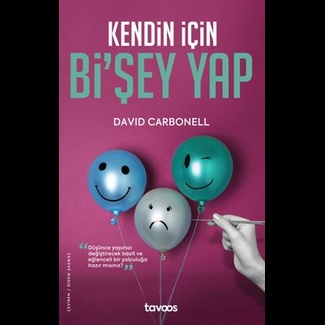 KENDİN İÇİN
Bİ'ŞEY YAP
DAVID CARBONELL
"Düşünce yapınızı
değiştirecek basit ve
eğlenceli bir yolculuğa
hazır mısınız?"
tavoos